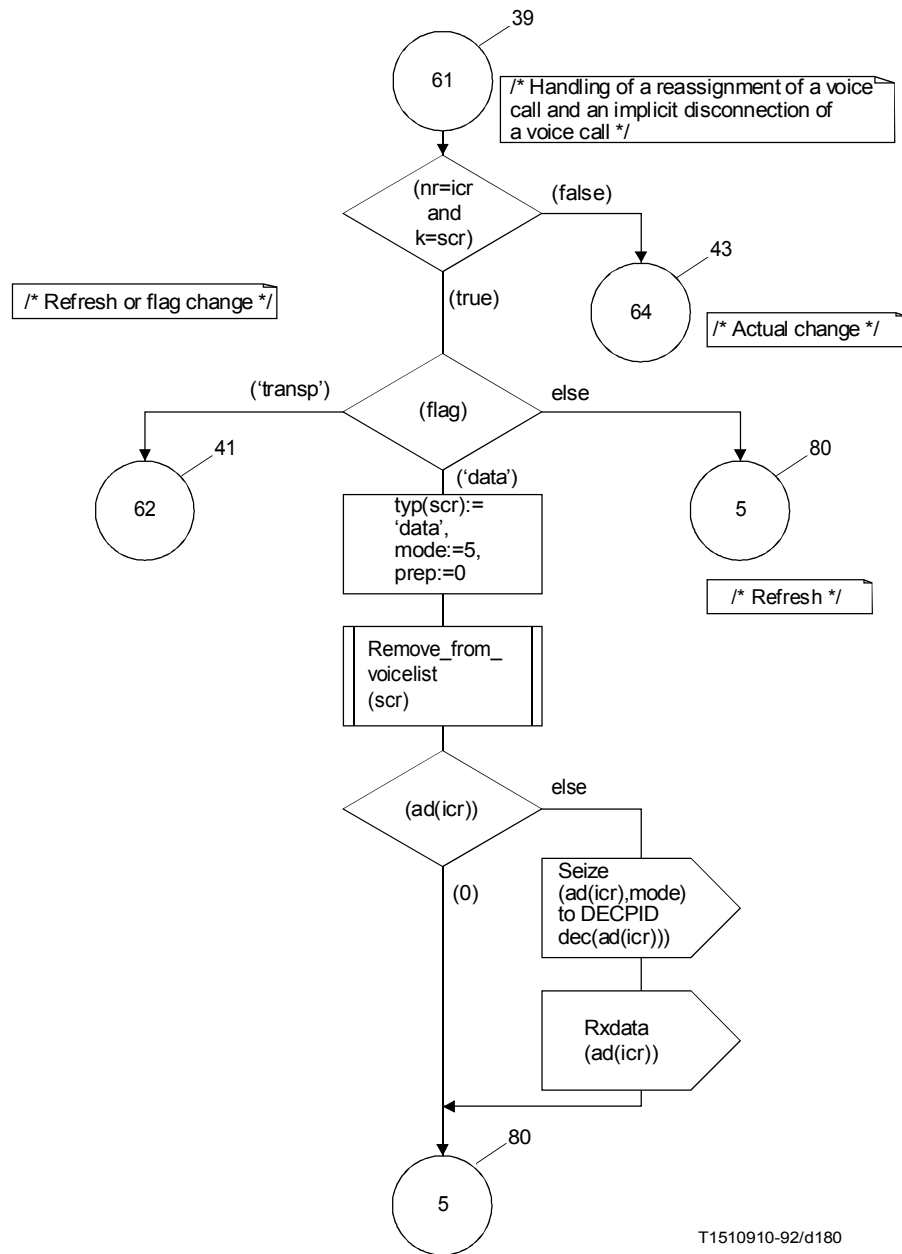 39
61
/* Handling of a reassignment of a voice
call and an implicit disconnection of
a voice call */
(nr=icr
and
k=scr)
(false)
43
64
/* Actual change */
/* Refresh or flag change */
(true)
(‘transp’)
(flag)
else
41
62
80
5
/* Refresh */
(‘data’)
typ(scr):=
‘data’,
mode:=5,
prep:=0
Remove_from_
voicelist
(scr)
(ad(icr))
else
(0)
Seize
(ad(icr),mode)
to DECPID
dec(ad(icr)))
Rxdata
(ad(icr))
80
5
T1510910-92/d180